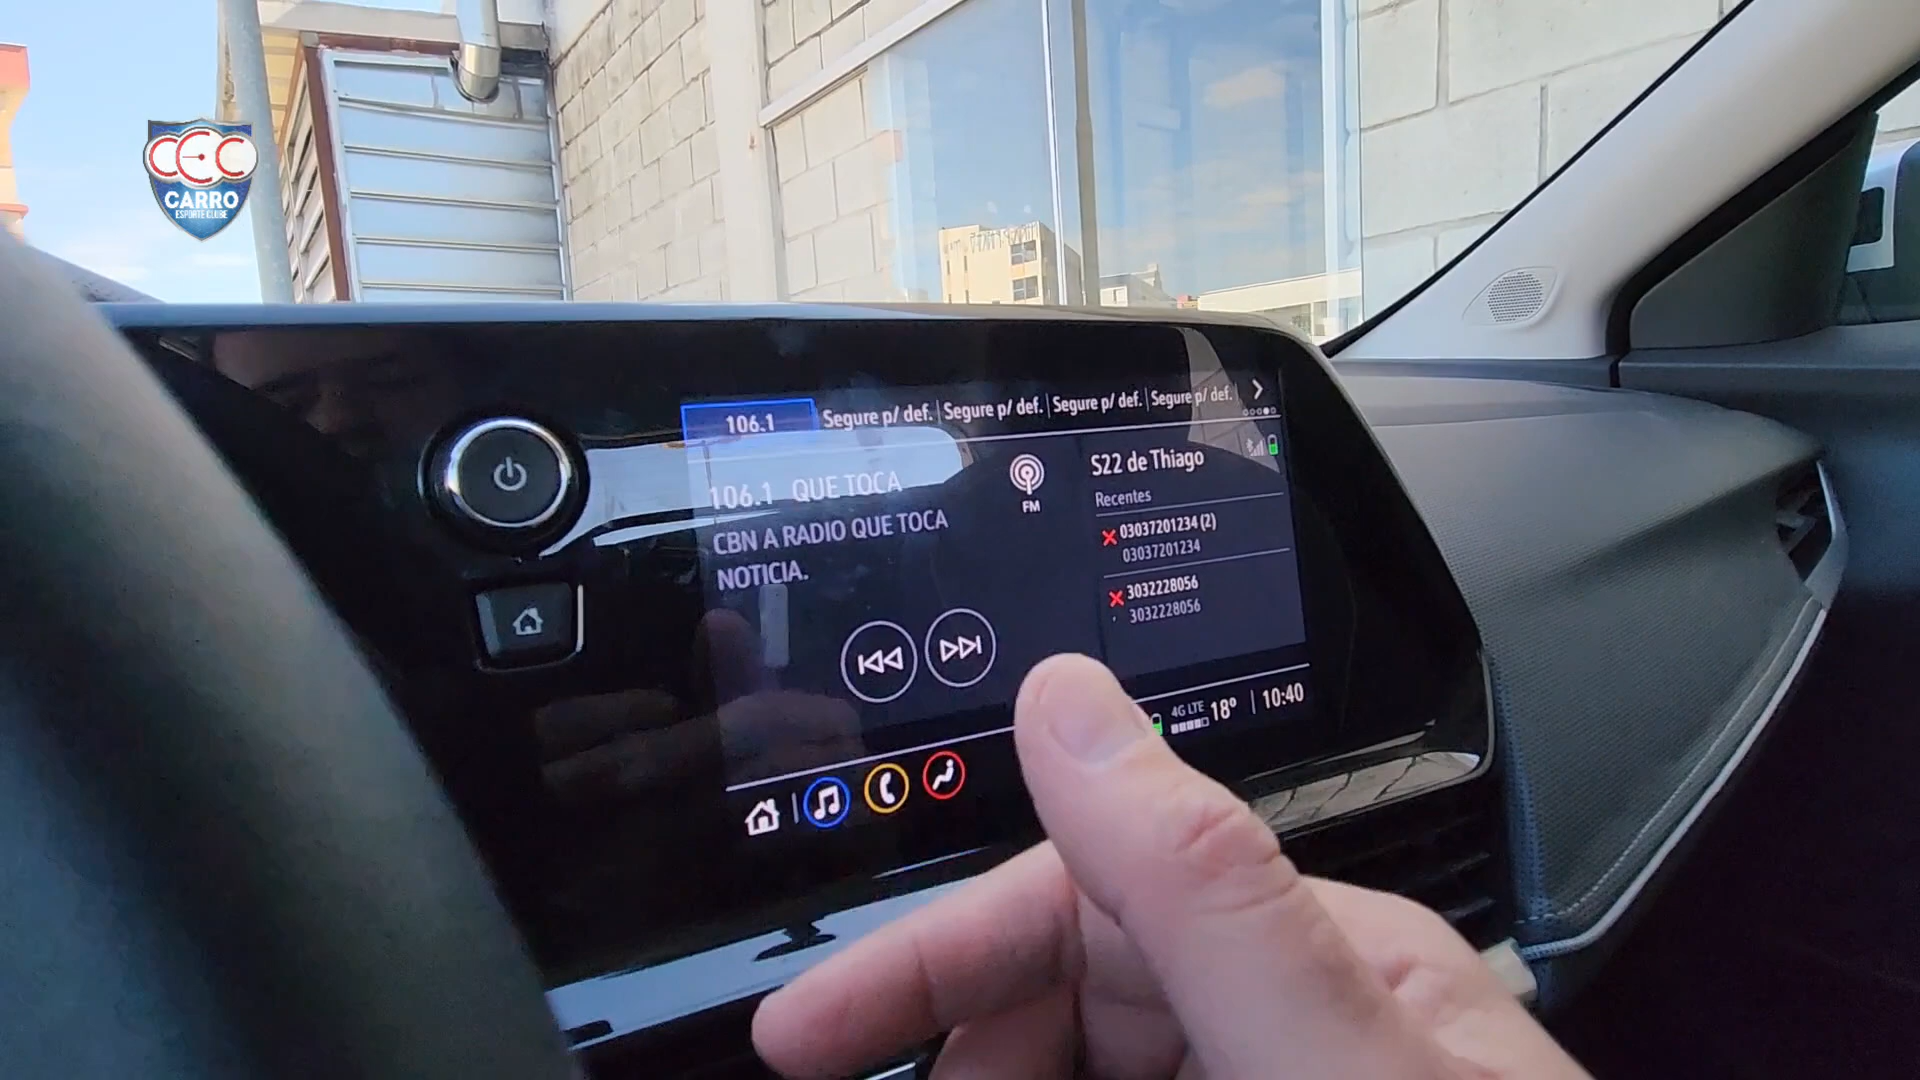 CEC
CARRO
ESPORTE CLUBE
106.1 Segure p/ def. Segure p/ def. Segure p/ def. Segure p/ def.
106.1 QUE TOCA
CBN A RADIO QUE TOCA
NOTICIA.
FM
S22 de Thiago
Recentes
03037201234 (2)
03037201234
3032228056
3032228056
4G LTE 18° 10:40